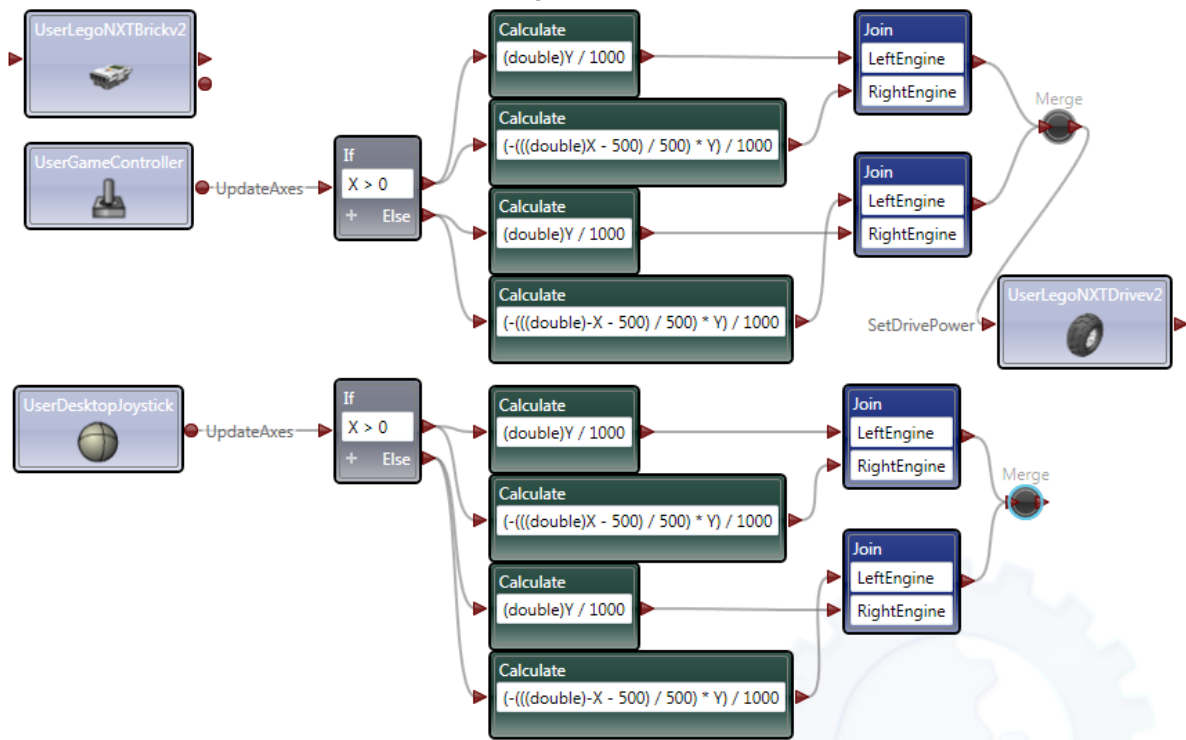 UserLegoNXTBrickv2
UserGameController
UpdateAxes
If
X > 0
+ Else
Calculate
(double)Y / 1000
Calculate
(-(((double)X - 500) / 500) * Y) / 1000
Calculate
(double)Y / 1000
Calculate
(-(((double)-X - 500) / 500) * Y) / 1000
Join
LeftEngine
RightEngine
Join
LeftEngine
RightEngine
Merge
SetDrivePower
UserLegoNXTDrivev2
UserDesktopJoystick
UpdateAxes
If
X > 0
+ Else
Calculate
(double)Y / 1000
Calculate
(-(((double)X - 500) / 500) * Y) / 1000
Calculate
(double)Y / 1000
Calculate
(-(((double)-X - 500) / 500) * Y) / 1000
Join
LeftEngine
RightEngine
Join
LeftEngine
RightEngine
Merge